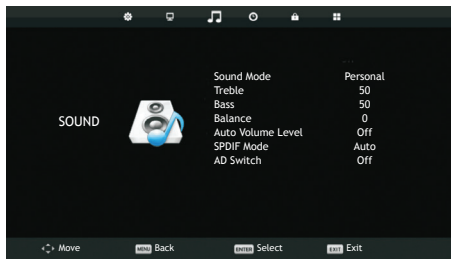 Sound Mode Personal
Treble 50
Bass 50
SOUND
Balance 0
Auto Volume Level Off
SPDIF Mode Auto
AD Switch Off
Move MENU Back ENTER Select EXIT Exit